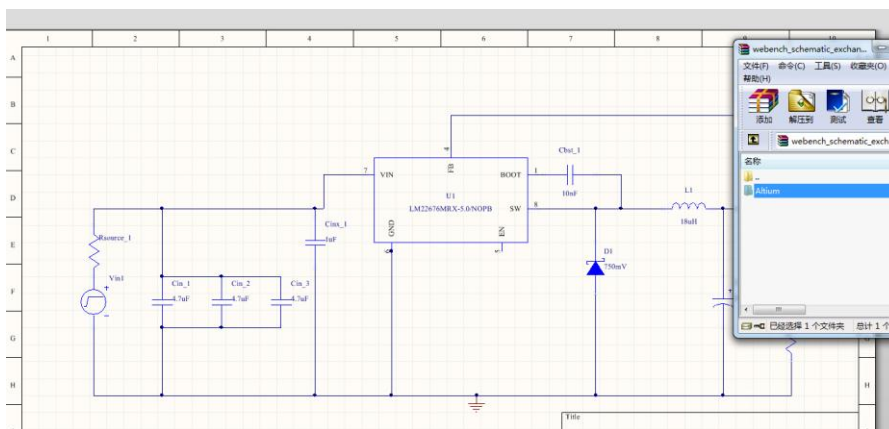 1 2 3 4 5 6 7 8 9 10
A
B
C
D
E
F
G
H
H
webench_schematic_exchan...
文件(F) 命令(C) 工具(S) 收藏夹(O)
帮助(H)
添加 解压到 测试 查看
webench_schematic_exch
名称
..
Altium
已经选择 1 个文件夹 总计 1 个
4
FB
7
VIN
BOOT
1
Cbst_1
10nF
U1
LM22676MRX-5.0/NOPB
SW
8
GND
6
EN
5
L1
18uH
D1
750mV
Cinx_1
1uF
Rsource_1
Vin1
+
Cin_1
4.7uF
Cin_2
4.7uF
Cin_3
4.7uF
+
Title